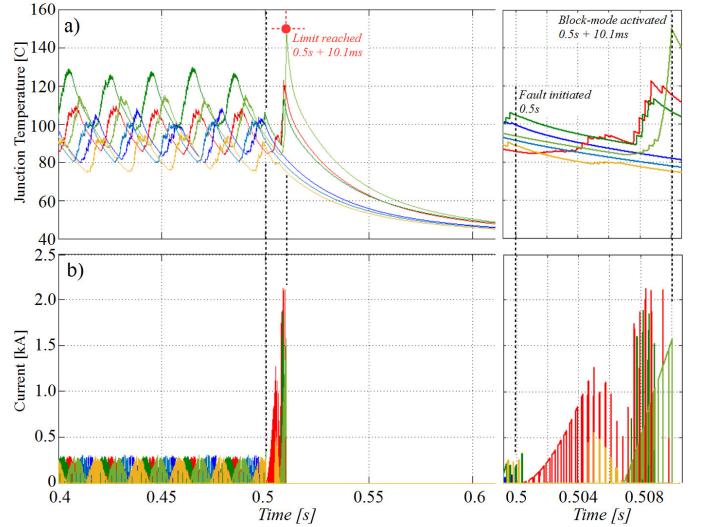 a)
Junction Temperature [C]
160
140
120
100
80
60
40
Limit reached
0.5s + 10.1ms
Block-mode activated
0.5s + 10.1ms
Fault initiated
0.5s
b)
Current [kA]
2.5
2.0
1.5
1.0
0.5
0
0.4
0.45
0.5
0.55
0.6
Time [s]
0.5
0.504
0.508
Time [s]